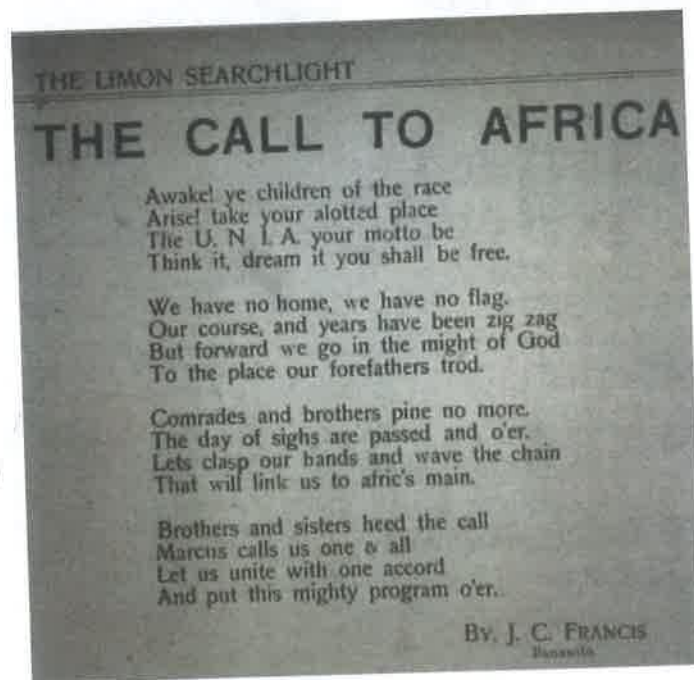 THE LIMON SEARCHLIGHT
THE CALL TO AFRICA
Awake! ye children of the race
Arise! take your alotted place
The U. N. I. A. your motto be
Think it, dream it you shall be free.
We have no home, we have no flag.
Our course, and years have been zig zag
But forward we go in the might of God
To the place our forefathers trod.
Comrades and brothers pine no more.
The day of sighs are passed and o'er.
Lets clasp our hands and wave the chain
That will link us to afric's main.
Brothers and sisters heed the call
Marcus calls us one & all
Let us unite with one accord
And put this mighty program o'er.
By. J. C. FRANCIS